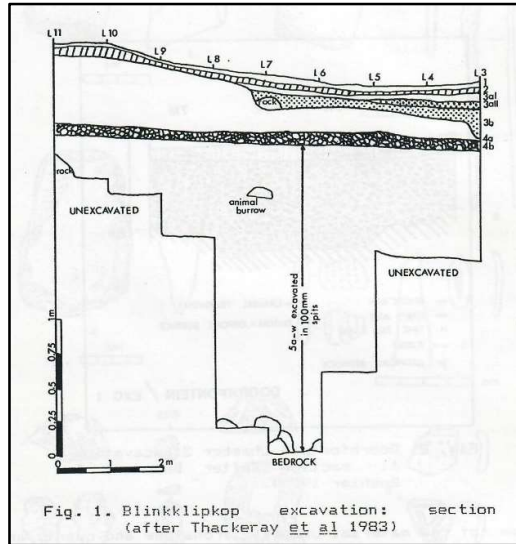 L11 L10 L9 L8 L7 L6 L5 L4 L3
1
2
3aI
3aII
rock
3b
4a
4b
rock
UNEXCAVATED
animal
burrow
5a-w excavated
in 100mm
spits
UNEXCAVATED
1m
0.75
0.5
0.25
0
0 1 2m
BEDROCK
Fig. 1. Blinkklipkop excavation: section
(after Thackeray et al 1983)